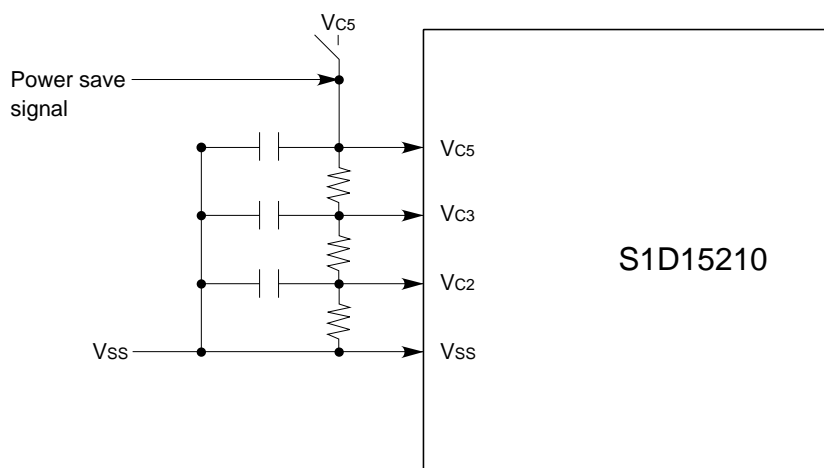 VC5
Power save
signal
VC5
VC3
S1D15210
VC2
VSS
VSS